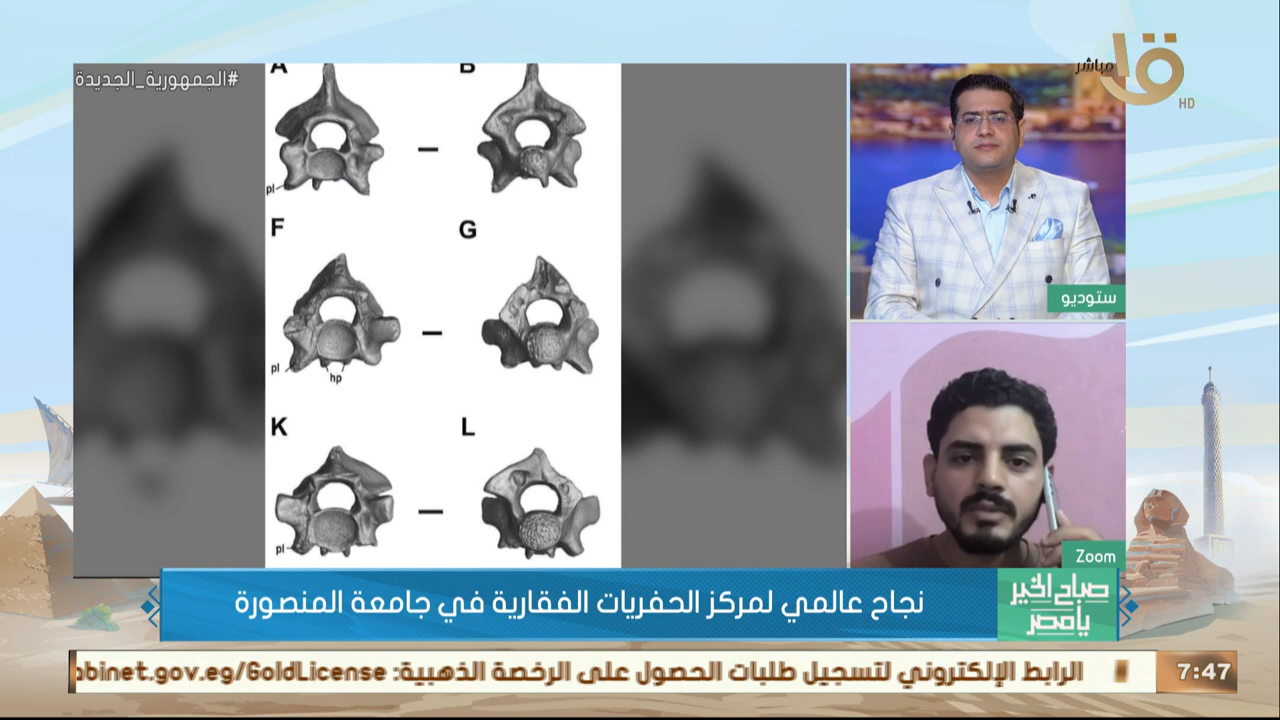 #الجمهورية_الجديدة
مباشر
HD
A
B
pl
F
G
pl
hp
K
L
pl
ستوديو
Zoom
صباح الخير
يا مصر
نجاح عالمي لمركز الحفريات الفقارية في جامعة المنصورة
الرابط الإلكتروني لتسجيل طلبات الحصول على الرخصة الذهبية: abinet.gov.eg/GoldLicense
7:47